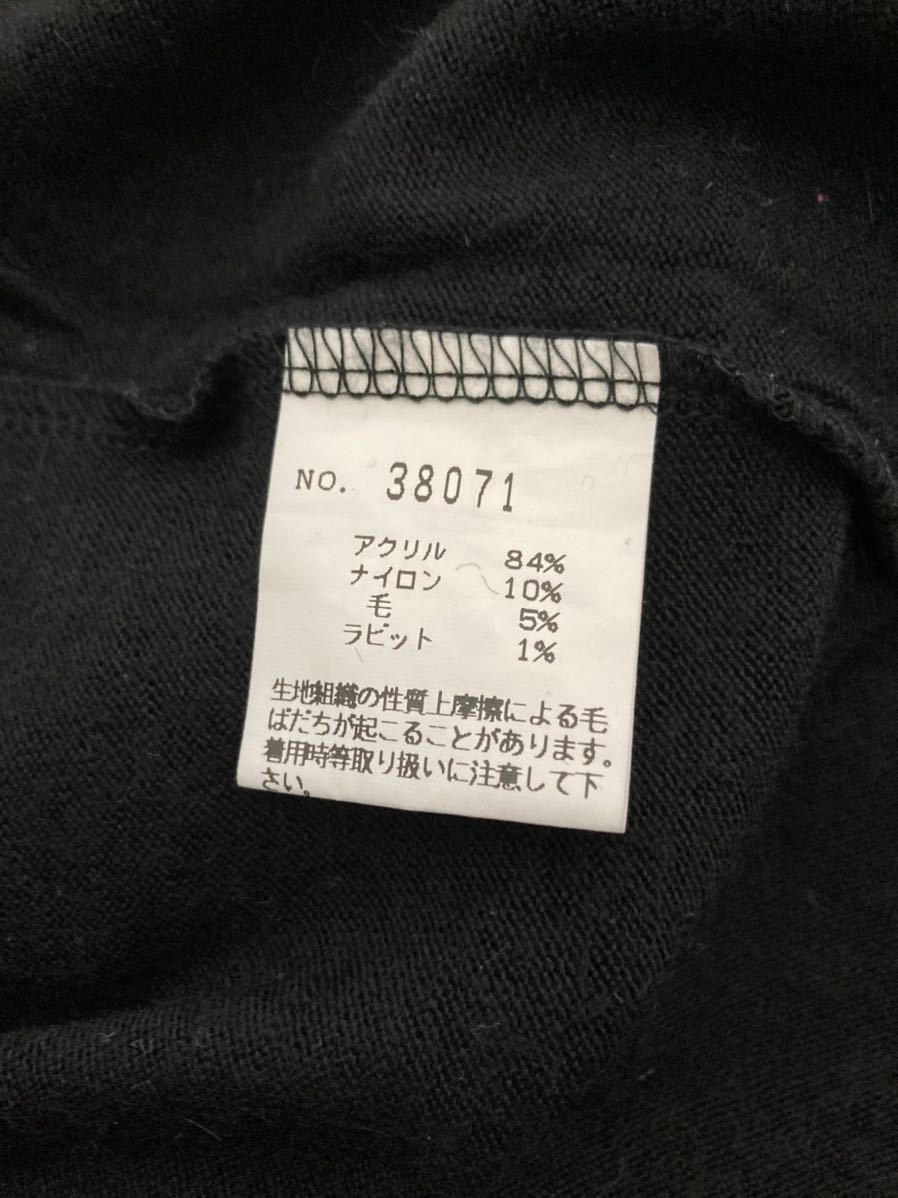 NO. 38071
アクリル 84%
ナイロン 10%
毛 5%
ラビット 1%
生地組織の性質上摩擦による毛
ばだちが起こることがあります。
着用時等取り扱いに注意して下
さい。